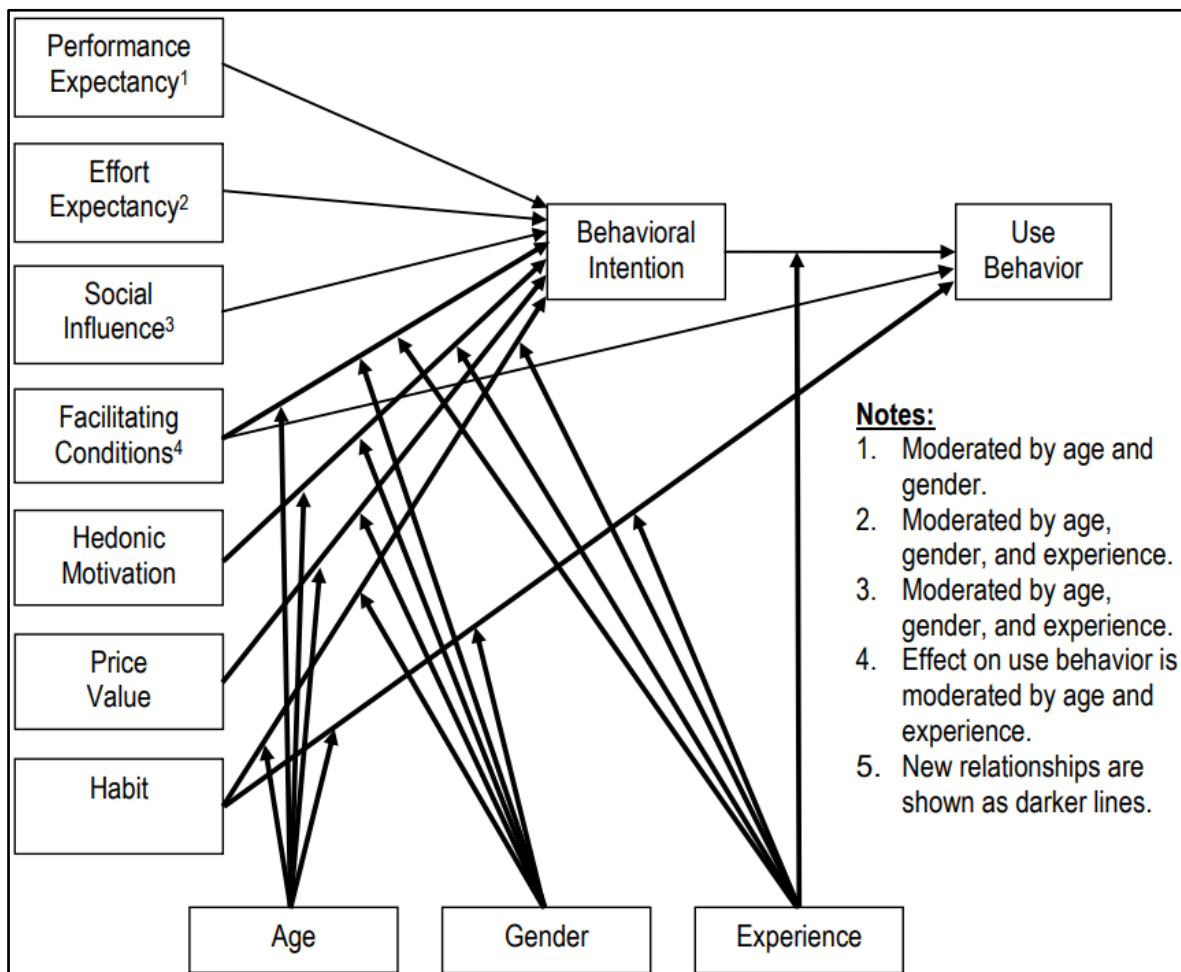 Performance
Expectancy¹
Effort
Expectancy²
Social
Influence³
Facilitating
Conditions⁴
Hedonic
Motivation
Price
Value
Habit
Behavioral
Intention
Use
Behavior
Notes:
1. Moderated by age and
gender.
2. Moderated by age,
gender, and experience.
3. Moderated by age,
gender, and experience.
4. Effect on use behavior is
moderated by age and
experience.
5. New relationships are
shown as darker lines.
Age
Gender
Experience